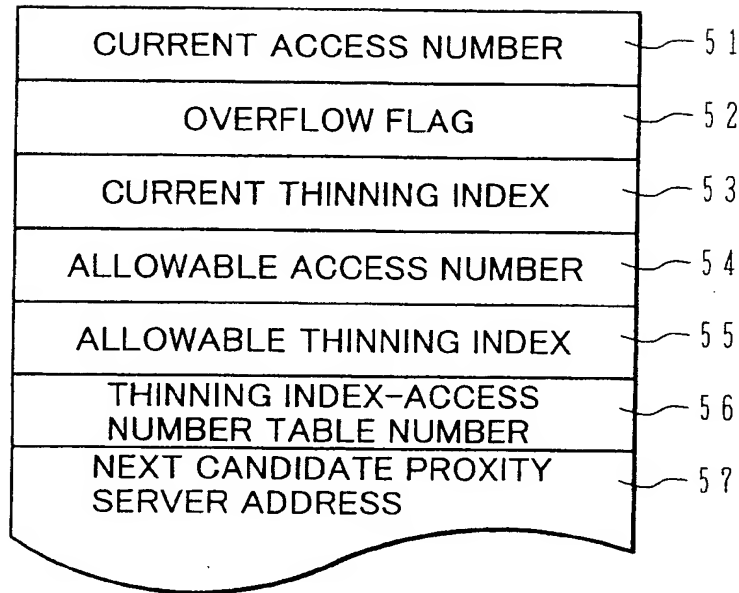 CURRENT ACCESS NUMBER 51
OVERFLOW FLAG 52
CURRENT THINNING INDEX 53
ALLOWABLE ACCESS NUMBER 54
ALLOWABLE THINNING INDEX 55
THINNING INDEX-ACCESS
NUMBER TABLE NUMBER 56
NEXT CANDIDATE PROXITY
SERVER ADDRESS 57